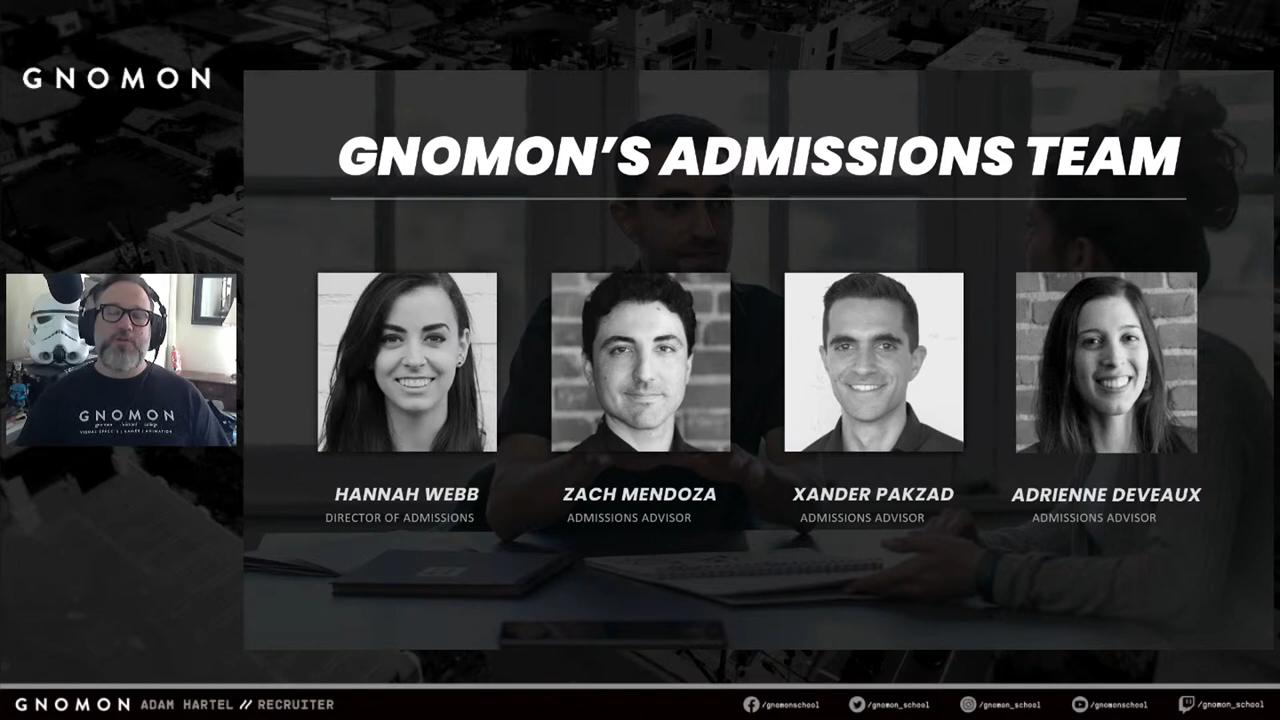 GNOMON
GNOMON'S ADMISSIONS TEAM
GNOMON
HANNAH WEBB
DIRECTOR OF ADMISSIONS
ZACH MENDOZA
ADMISSIONS ADVISOR
XANDER PAKZAD
ADMISSIONS ADVISOR
ADRIENNE DEVEAUX
ADMISSIONS ADVISOR
GNOMON ADAM HARTEL // RECRUITER
/gnomonschool
/gnomon_school
/gnomon_school
/gnomonschool
/gnomon_school